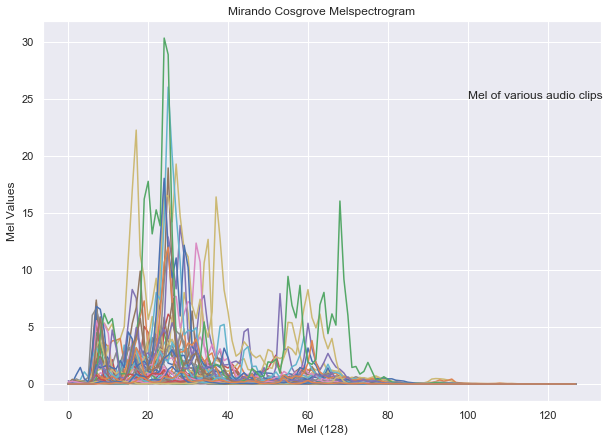 Mirando Cosgrove Melspectrogram
30
25
Mel of various audio clips
20
15
10
5
0
Mel Values
0 20 40 60 80 100 120
Mel (128)